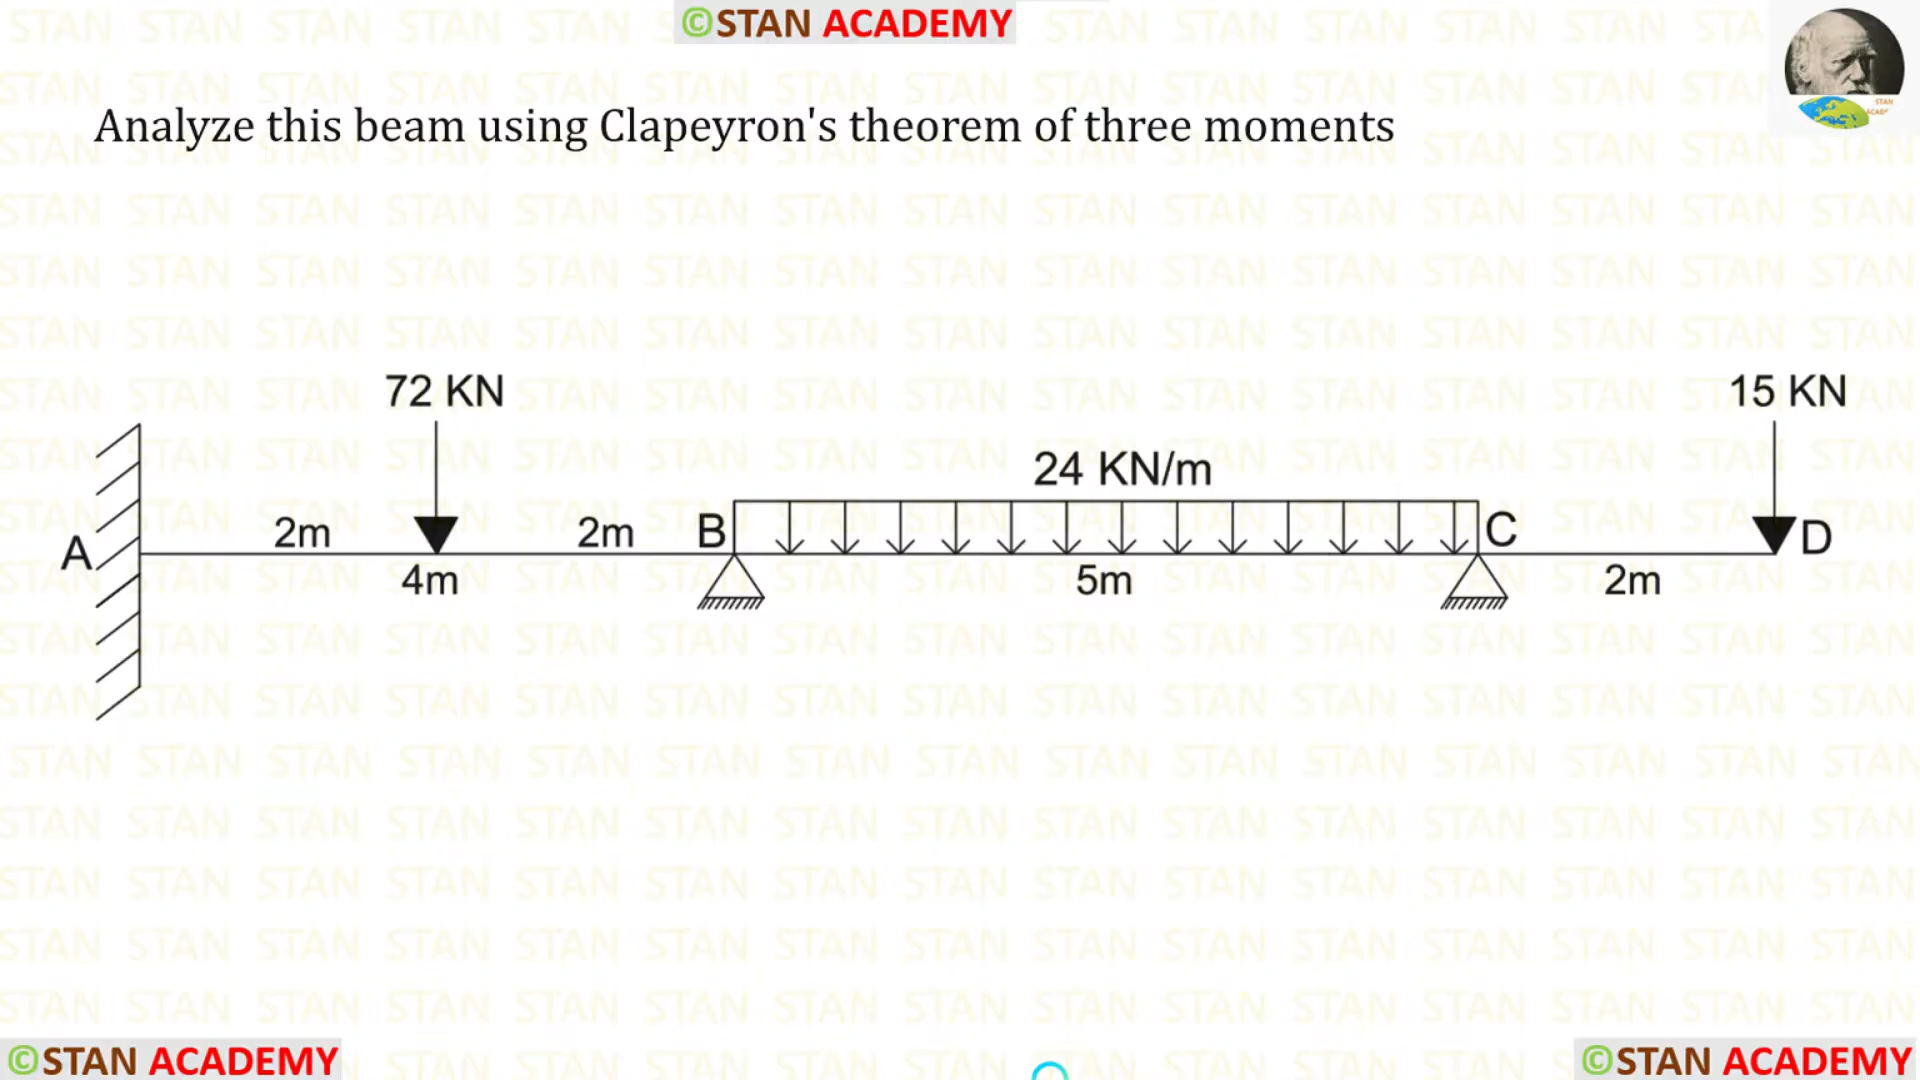 ©STAN ACADEMY
Analyze this beam using Clapeyron's theorem of three moments
72 KN
15 KN
24 KN/m
A
2m
2m
B
C
D
4m
5m
2m
©STAN ACADEMY
©STAN ACADEMY